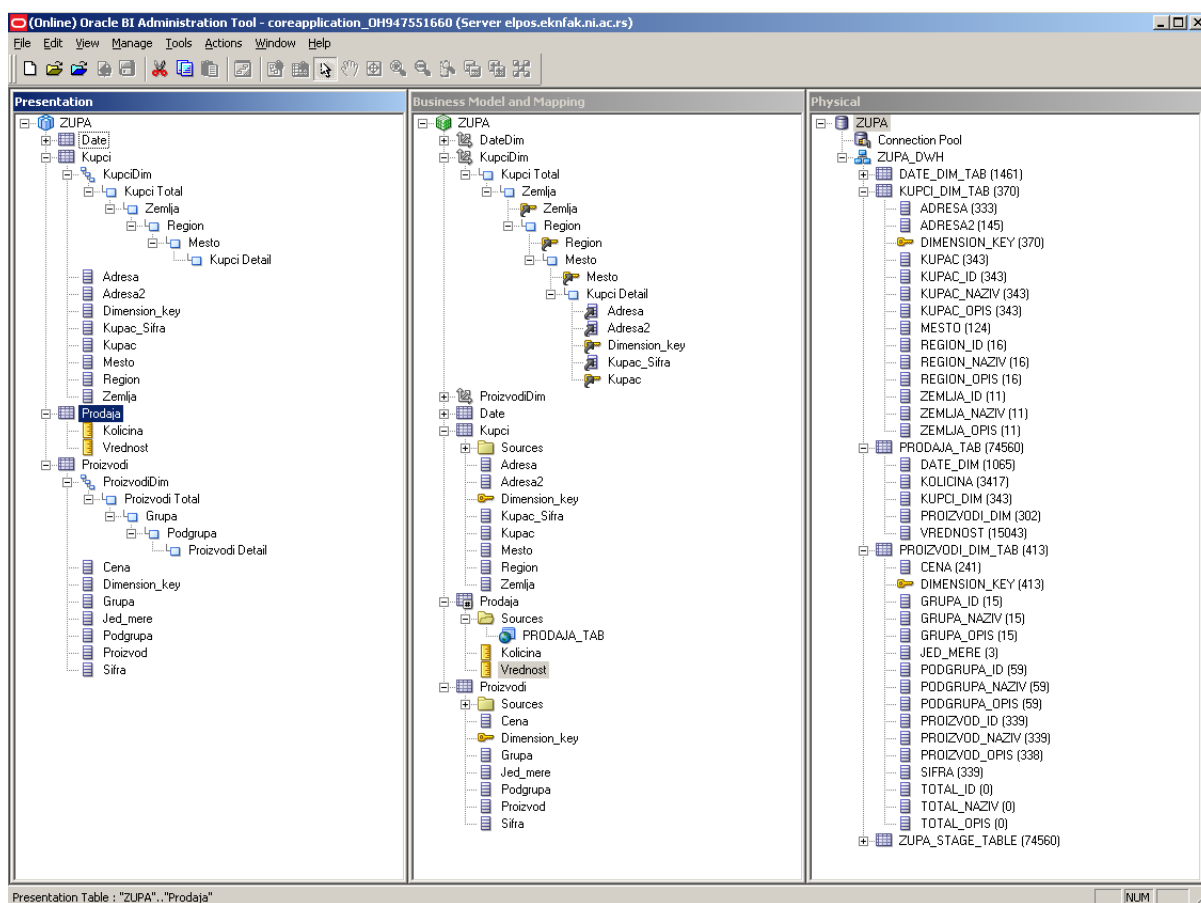 (Online) Oracle BI Administration Tool - coreapplication_OH947551660 (Server elpos.eknfak.ni.ac.rs)
File Edit View Manage Tools Actions Window Help
Presentation
ZUPA
Date
Kupci
KupciDim
Kupci Total
Zemlja
Region
Mesto
Kupci Detail
Adresa
Adresa2
Dimension_key
Kupac_Sifra
Kupac
Mesto
Region
Zemlja
Prodaja
Kolicina
Vrednost
Proizvodi
ProizvodiDim
Proizvodi Total
Grupa
Podgrupa
Proizvodi Detail
Cena
Dimension_key
Grupa
Jed_mere
Podgrupa
Proizvod
Sifra
Business Model and Mapping
ZUPA
DateDim
KupciDim
Kupci Total
Zemlja
Zemlja
Region
Region
Mesto
Mesto
Kupci Detail
Adresa
Adresa2
Dimension_key
Kupac_Sifra
Kupac
ProizvodiDim
Date
Kupci
Sources
Adresa
Adresa2
Dimension_key
Kupac_Sifra
Kupac
Mesto
Region
Zemlja
Prodaja
Sources
PRODAJA_TAB
Kolicina
Vrednost
Proizvodi
Sources
Cena
Dimension_key
Grupa
Jed_mere
Podgrupa
Proizvod
Sifra
Physical
ZUPA
Connection Pool
ZUPA_DWH
DATE_DIM_TAB (1461)
KUPCI_DIM_TAB (370)
ADRESA (333)
ADRESA2 (145)
DIMENSION_KEY (370)
KUPAC (343)
KUPAC_ID (343)
KUPAC_NAZIV (343)
KUPAC_OPIS (343)
MESTO (124)
REGION_ID (16)
REGION_NAZIV (16)
REGION_OPIS (16)
ZEMLJA_ID (11)
ZEMLJA_NAZIV (11)
ZEMLJA_OPIS (11)
PRODAJA_TAB (74560)
DATE_DIM (1065)
KOLICINA (3417)
KUPCI_DIM (343)
PROIZVODI_DIM (302)
VREDNOST (15043)
PROIZVODI_DIM_TAB (413)
CENA (241)
DIMENSION_KEY (413)
GRUPA_ID (15)
GRUPA_NAZIV (15)
GRUPA_OPIS (15)
JED_MERE (3)
PODGRUPA_ID (59)
PODGRUPA_NAZIV (59)
PODGRUPA_OPIS (59)
PROIZVOD_ID (339)
PROIZVOD_NAZIV (339)
PROIZVOD_OPIS (338)
SIFRA (339)
TOTAL_ID (0)
TOTAL_NAZIV (0)
TOTAL_OPIS (0)
ZUPA_STAGE_TABLE (74560)
Presentation Table : "ZUPA".."Prodaja"
NUM